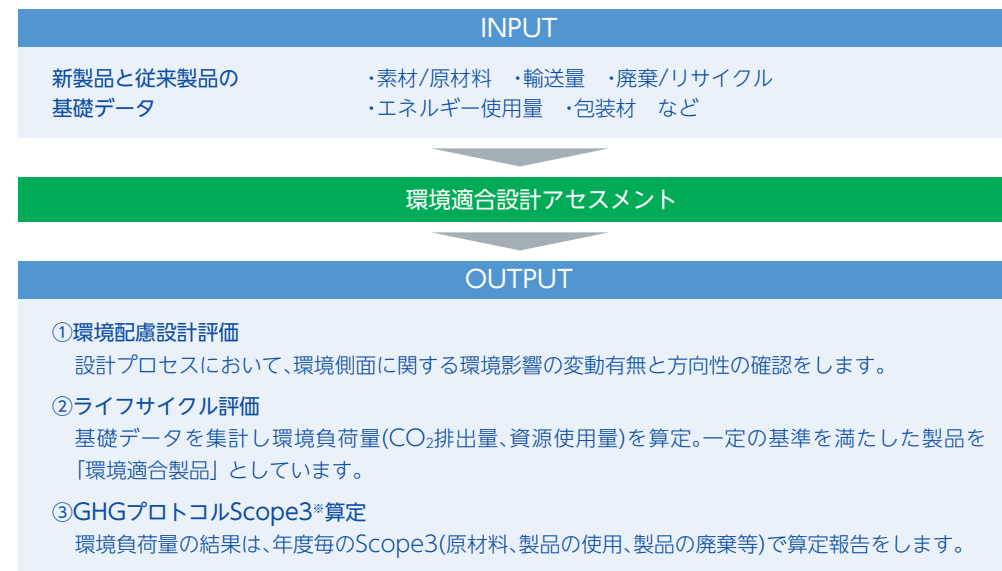 INPUT
新製品と従来製品の ・素材/原材料 ・輸送量 ・廃棄/リサイクル
基礎データ ・エネルギー使用量 ・包装材 など
環境適合設計アセスメント
OUTPUT
①環境配慮設計評価
設計プロセスにおいて、環境側面に関する環境影響の変動有無と方向性の確認をします。
②ライフサイクル評価
基礎データを集計し環境負荷量(CO₂排出量、資源使用量)を算定。一定の基準を満たした製品を
「環境適合製品」としています。
③GHGプロトコルScope3※算定
環境負荷量の結果は、年度毎のScope3(原材料、製品の使用、製品の廃棄等)で算定報告をします。